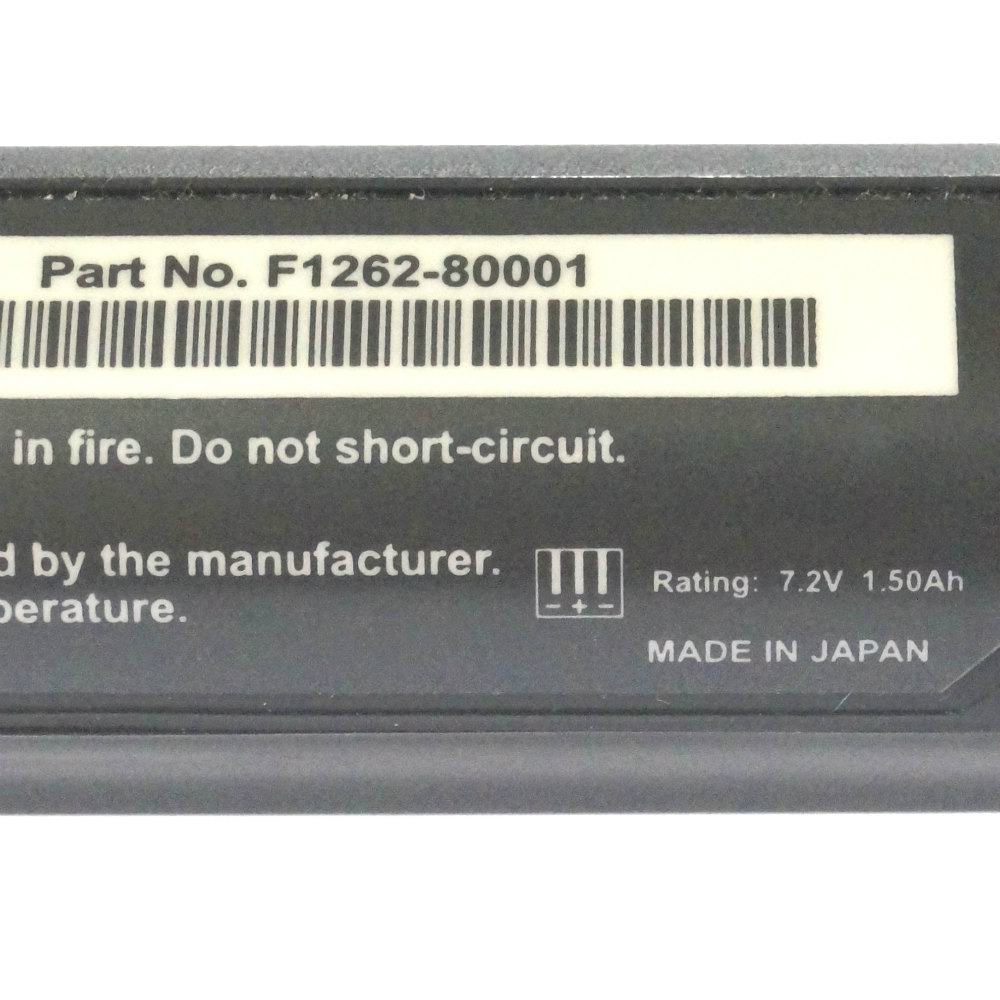 Part No. F1262-80001
in fire. Do not short-circuit.
by the manufacturer.
Rating: 7.2V 1.50Ah
MADE IN JAPAN